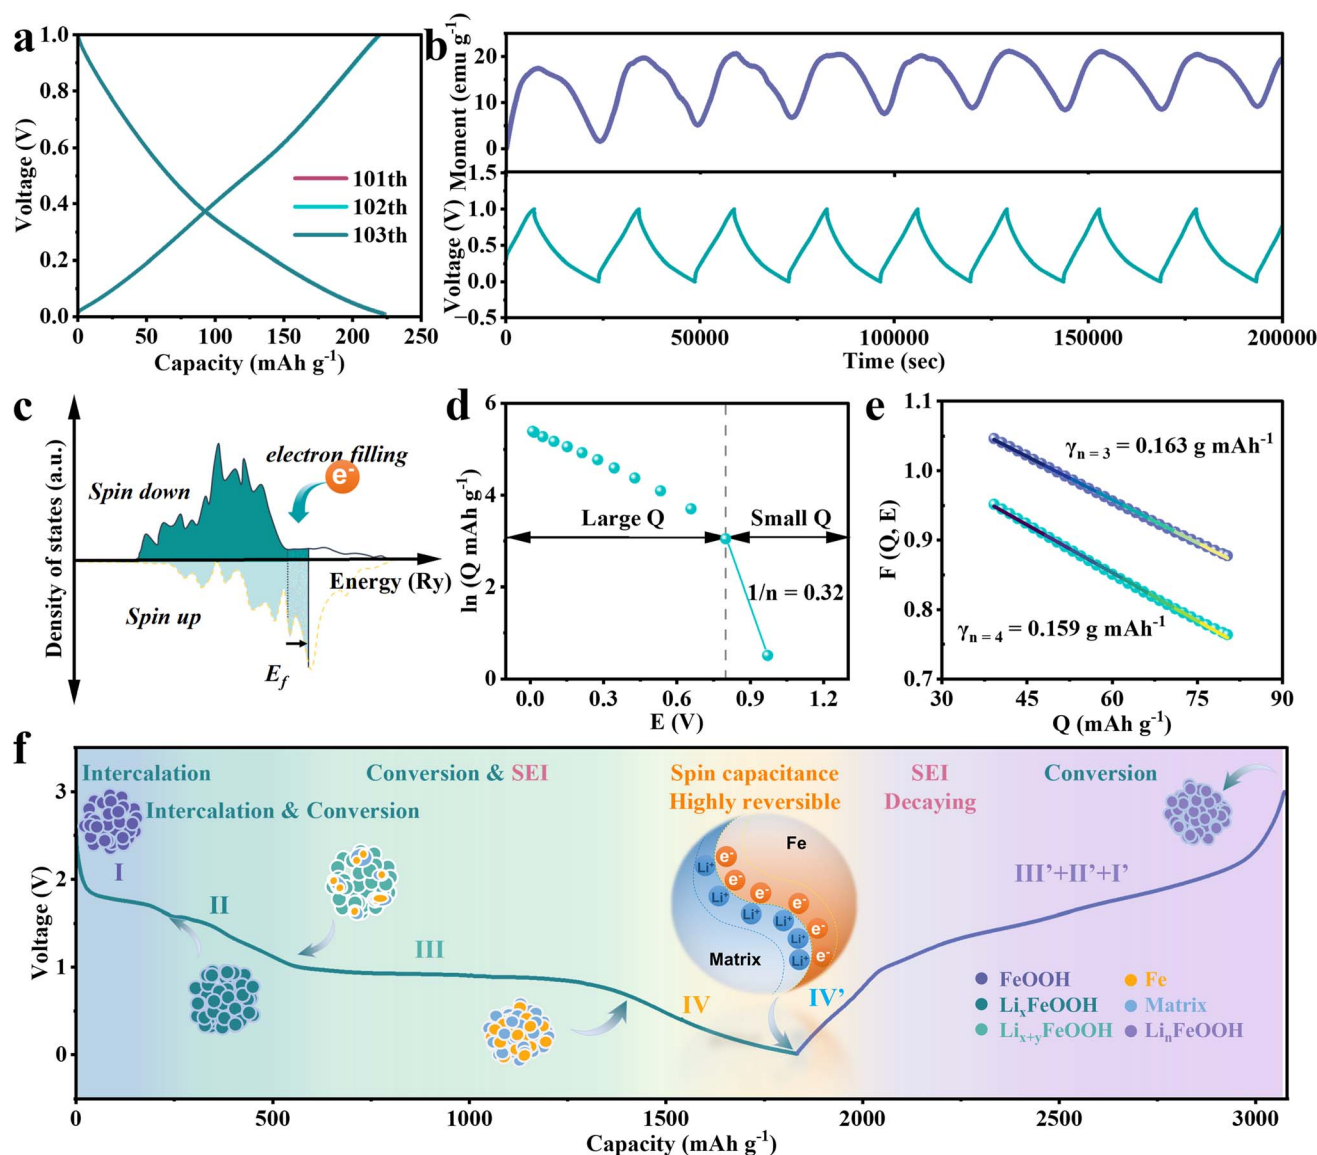 a
1.0
0.8
0.6
0.4
0.2
0.0
Voltage (V)
101th
102th
103th
0
50
100
150
200
250
Capacity (mAh g-1)
b
20
10
0
Moment (emu g-1)
1.5
1.0
0.5
0.0
−0.5
Voltage (V)
0
50000
100000
150000
200000
Time (sec)
c
Density of states (a.u.)
electron filling
e-
Spin down
Energy (Ry)
Spin up
Ef
d
6
4
2
0
ln (Q mAh g-1)
Large Q
Small Q
1/n = 0.32
0.0
0.3
0.6
0.9
1.2
E (V)
e
1.1
1.0
0.9
0.8
0.7
F (Q, E)
γn = 3 = 0.163 g mAh-1
γn = 4 = 0.159 g mAh-1
30
45
60
75
90
Q (mAh g-1)
f
3
2
1
0
Voltage (V)
Intercalation
Intercalation & Conversion
Conversion & SEI
Spin capacitance
Highly reversible
SEI
Decaying
Conversion
I
II
III
IV
IV’
III’+II’+I’
Fe
Matrix
Li+
Li+
Li+
Li+
Li+
Li+
e-
e-
e-
e-
e-
e-
FeOOH
Fe
LixFeOOH
Matrix
Lix+yFeOOH
LinFeOOH
0
500
1000
1500
2000
2500
3000
Capacity (mAh g-1)